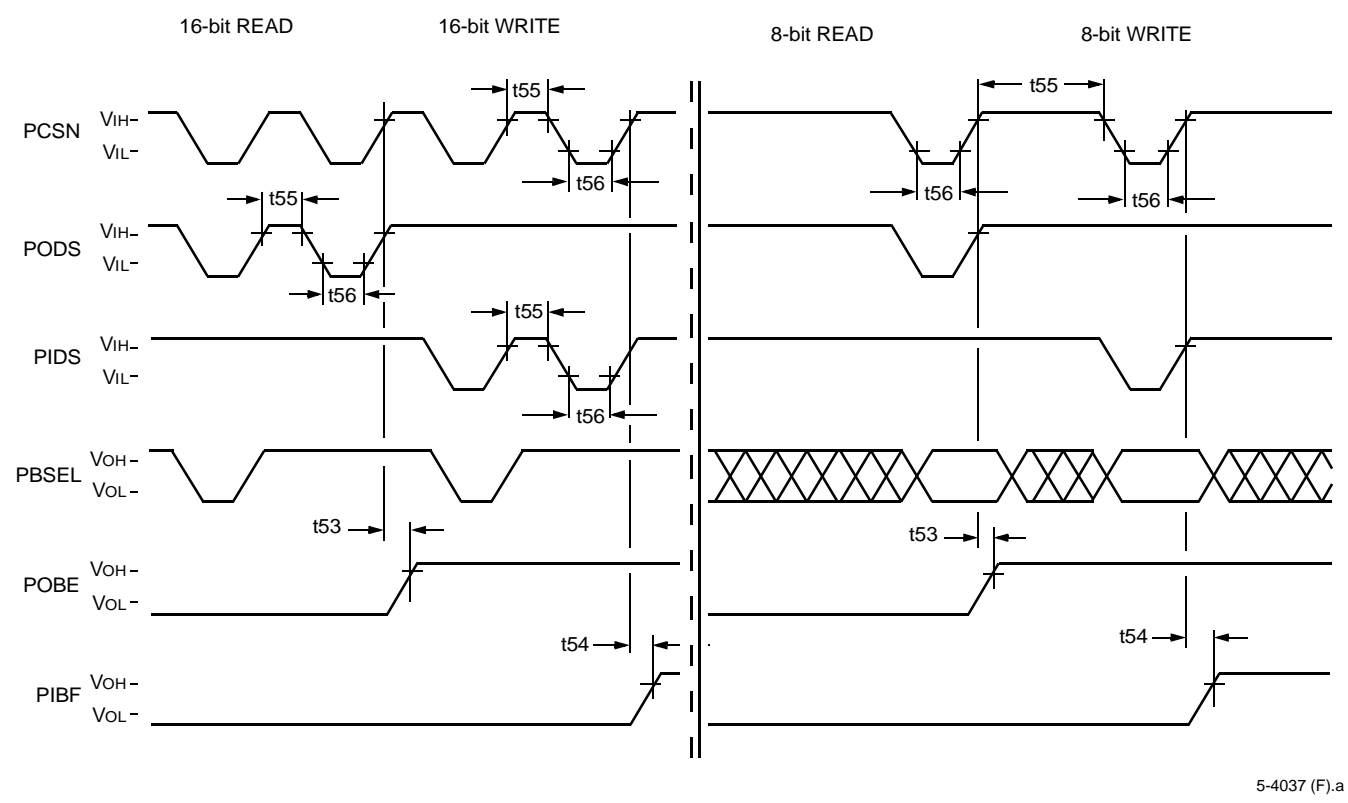 16-bit READ
16-bit WRITE
8-bit READ
8-bit WRITE
t55
t55
PCSN
VIH–
VIL–
t56
t56
t56
t55
PODS
VIH–
VIL–
t56
t55
PIDS
VIH–
VIL–
t56
PBSEL
VOH–
VOL–
t53
t53
POBE
VOH–
VOL–
t54
t54
PIBF
VOH–
VOL–
5-4037 (F).a